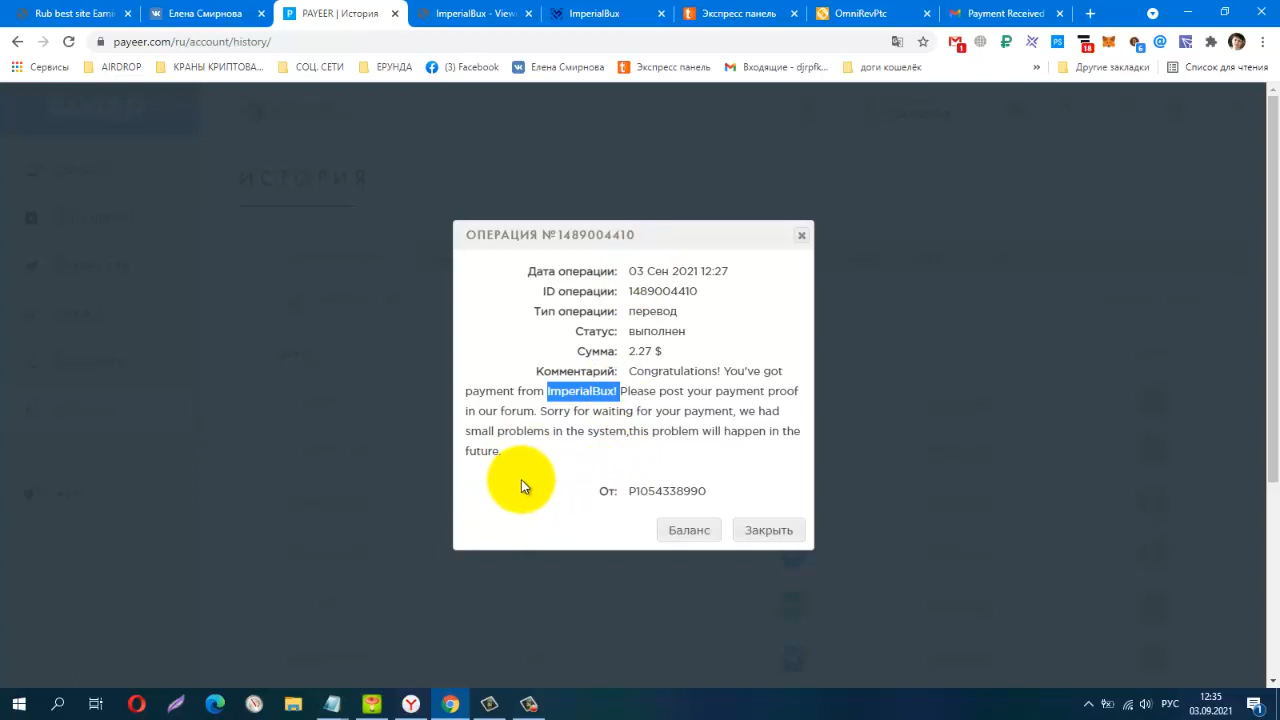 Rub best site Earni
Елена Смирнова
PAYEER | История
ImperialBux - View
ImperialBux
Экспресс панель
OmniRevPtc
Payment Received
payeer.com/ru/account/history/
Сервисы
AIRDROP
КРАНЫ КРИПТОВА...
СОЦ. СЕТИ
ЕРУНДА
(3) Facebook
Елена Смирнова
Экспресс панель
Входящие - djrpfk...
доги кошелёк
»
Другие закладки
Список для чтения
ИСТОРИЯ
ОПЕРАЦИЯ №1489004410
Дата операции: 03 Сен 2021 12:27
ID операции: 1489004410
Тип операции: перевод
Статус: выполнен
Сумма: 2.27 $
Комментарий: Congratulations! You've got
payment from ImperialBux! Please post your payment proof
in our forum. Sorry for waiting for your payment, we had
small problems in the system,this problem will happen in the
future.
От: P1054338990
Баланс
Закрыть
РУС
12:35
03.09.2021